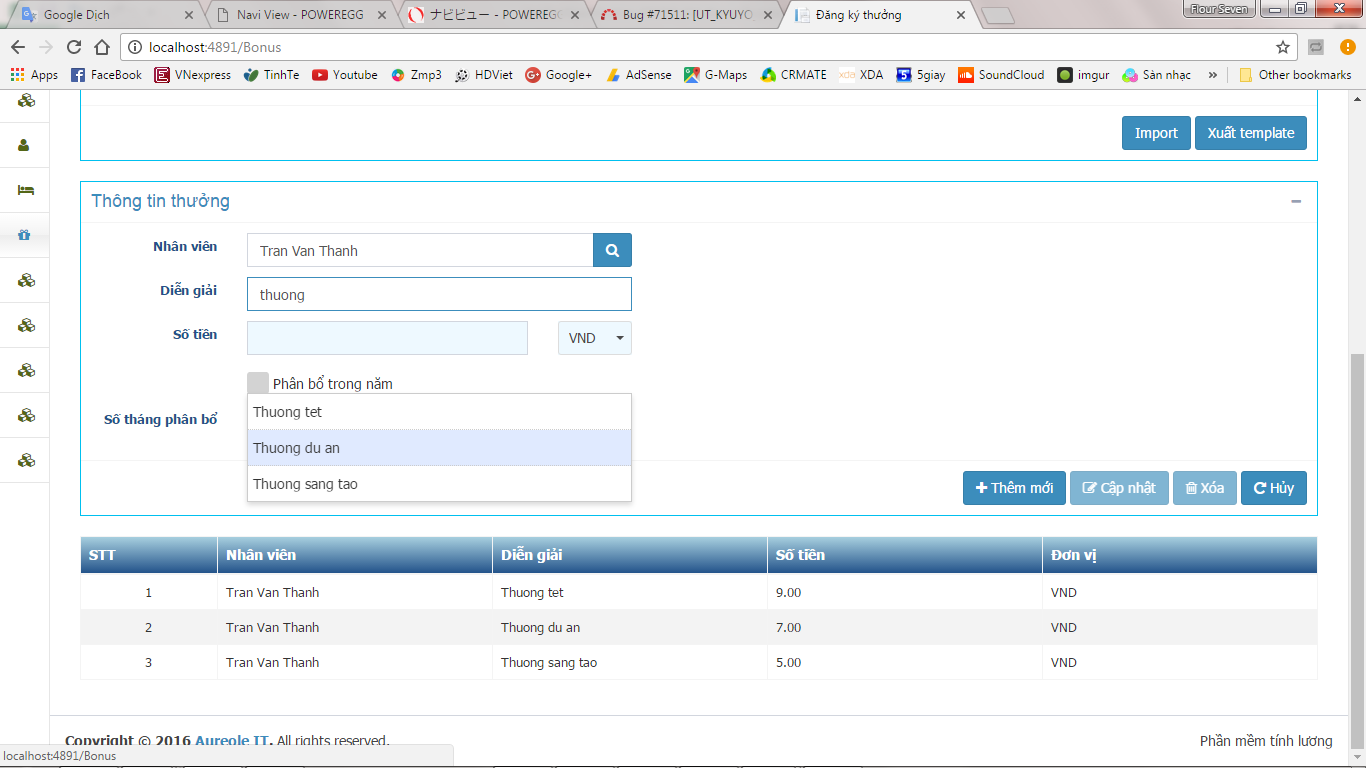 Google Dịch
Navi View - POWEREGG
ナビビュー - POWEREGG
Bug #71511: [UT_KYUYO
Đăng ký thưởng
Flour Seven
localhost:4891/Bonus
Apps FaceBook VNexpress TinhTe Youtube Zmp3 HDViet Google+ AdSense G-Maps CRMATE XDA 5giay SoundCloud imgur Sàn nhạc » Other bookmarks
Import Xuất template
Thông tin thưởng
Nhân viên Tran Van Thanh
Diễn giải thuong
Số tiền VND
Phân bổ trong năm
Số tháng phân bổ
Thuong tet
Thuong du an
Thuong sang tao
Thêm mới Cập nhật Xóa Hủy
STT Nhân viên Diễn giải Số tiền Đơn vị
1 Tran Van Thanh Thuong tet 9.00 VND
2 Tran Van Thanh Thuong du an 7.00 VND
3 Tran Van Thanh Thuong sang tao 5.00 VND
Copyright © 2016 Aureole IT. All rights reserved.
Phần mềm tính lương
localhost:4891/Bonus